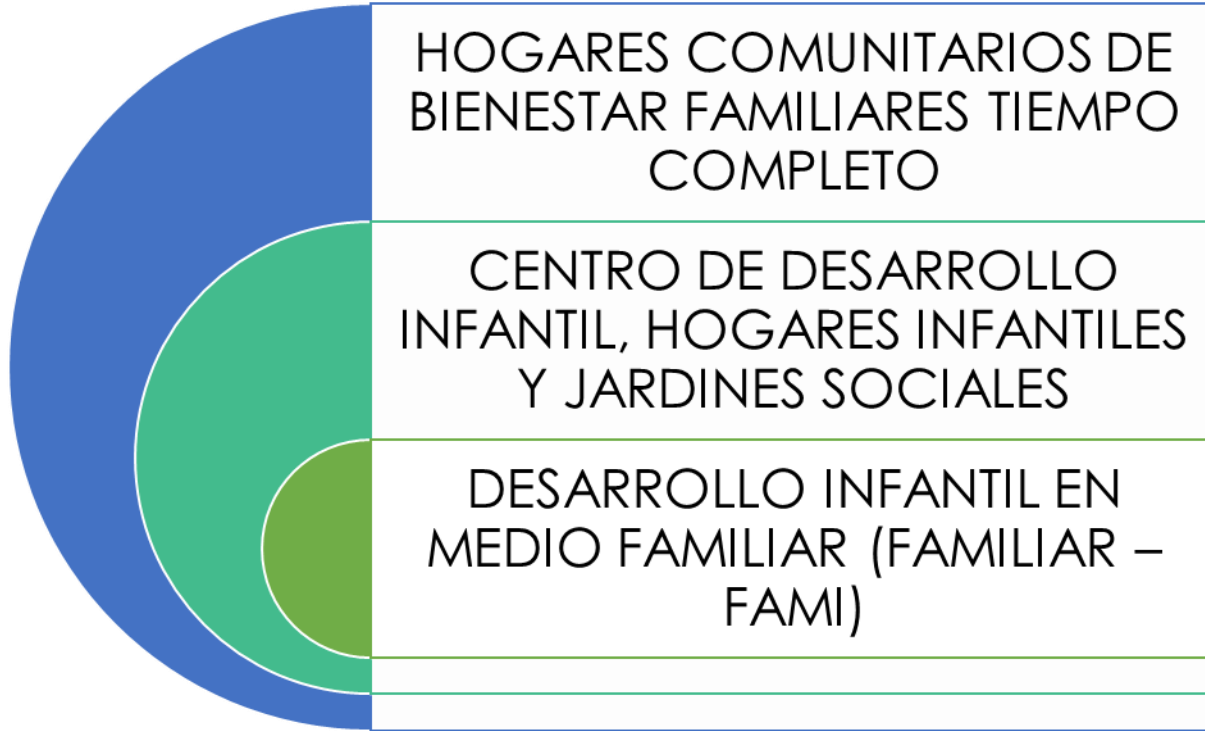 HOGARES COMUNITARIOS DE
BIENESTAR FAMILIARES TIEMPO
COMPLETO
CENTRO DE DESARROLLO
INFANTIL, HOGARES INFANTILES
Y JARDINES SOCIALES
DESARROLLO INFANTIL EN
MEDIO FAMILIAR (FAMILIAR –
FAMI)